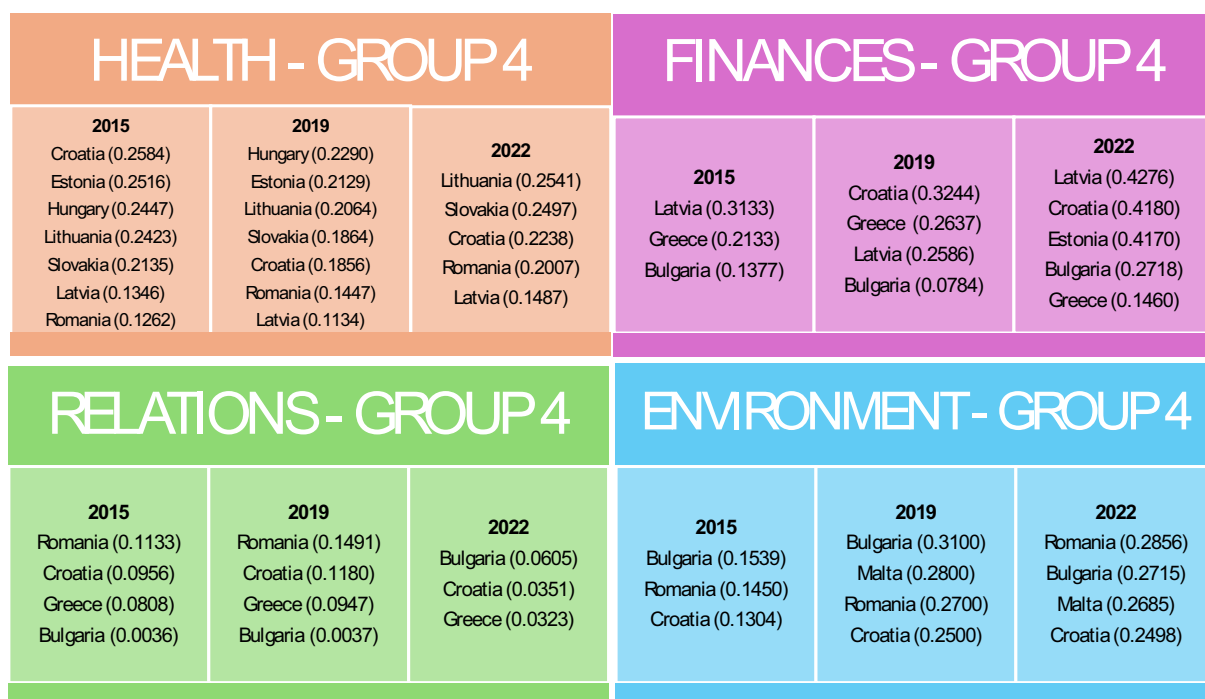 HEALTH - GROUP 4
2015
Croatia (0.2584)
Estonia (0.2516)
Hungary (0.2447)
Lithuania (0.2423)
Slovakia (0.2135)
Latvia (0.1346)
Romania (0.1262)
2019
Hungary (0.2290)
Estonia (0.2129)
Lithuania (0.2064)
Slovakia (0.1864)
Croatia (0.1856)
Romania (0.1447)
Latvia (0.1134)
2022
Lithuania (0.2541)
Slovakia (0.2497)
Croatia (0.2238)
Romania (0.2007)
Latvia (0.1487)
FINANCES - GROUP 4
2015
Latvia (0.3133)
Greece (0.2133)
Bulgaria (0.1377)
2019
Croatia (0.3244)
Greece (0.2637)
Latvia (0.2586)
Bulgaria (0.0784)
2022
Latvia (0.4276)
Croatia (0.4180)
Estonia (0.4170)
Bulgaria (0.2718)
Greece (0.1460)
RELATIONS - GROUP 4
2015
Romania (0.1133)
Croatia (0.0956)
Greece (0.0808)
Bulgaria (0.0036)
2019
Romania (0.1491)
Croatia (0.1180)
Greece (0.0947)
Bulgaria (0.0037)
2022
Bulgaria (0.0605)
Croatia (0.0351)
Greece (0.0323)
ENVIRONMENT - GROUP 4
2015
Bulgaria (0.1539)
Romania (0.1450)
Croatia (0.1304)
2019
Bulgaria (0.3100)
Malta (0.2800)
Romania (0.2700)
Croatia (0.2500)
2022
Romania (0.2856)
Bulgaria (0.2715)
Malta (0.2685)
Croatia (0.2498)